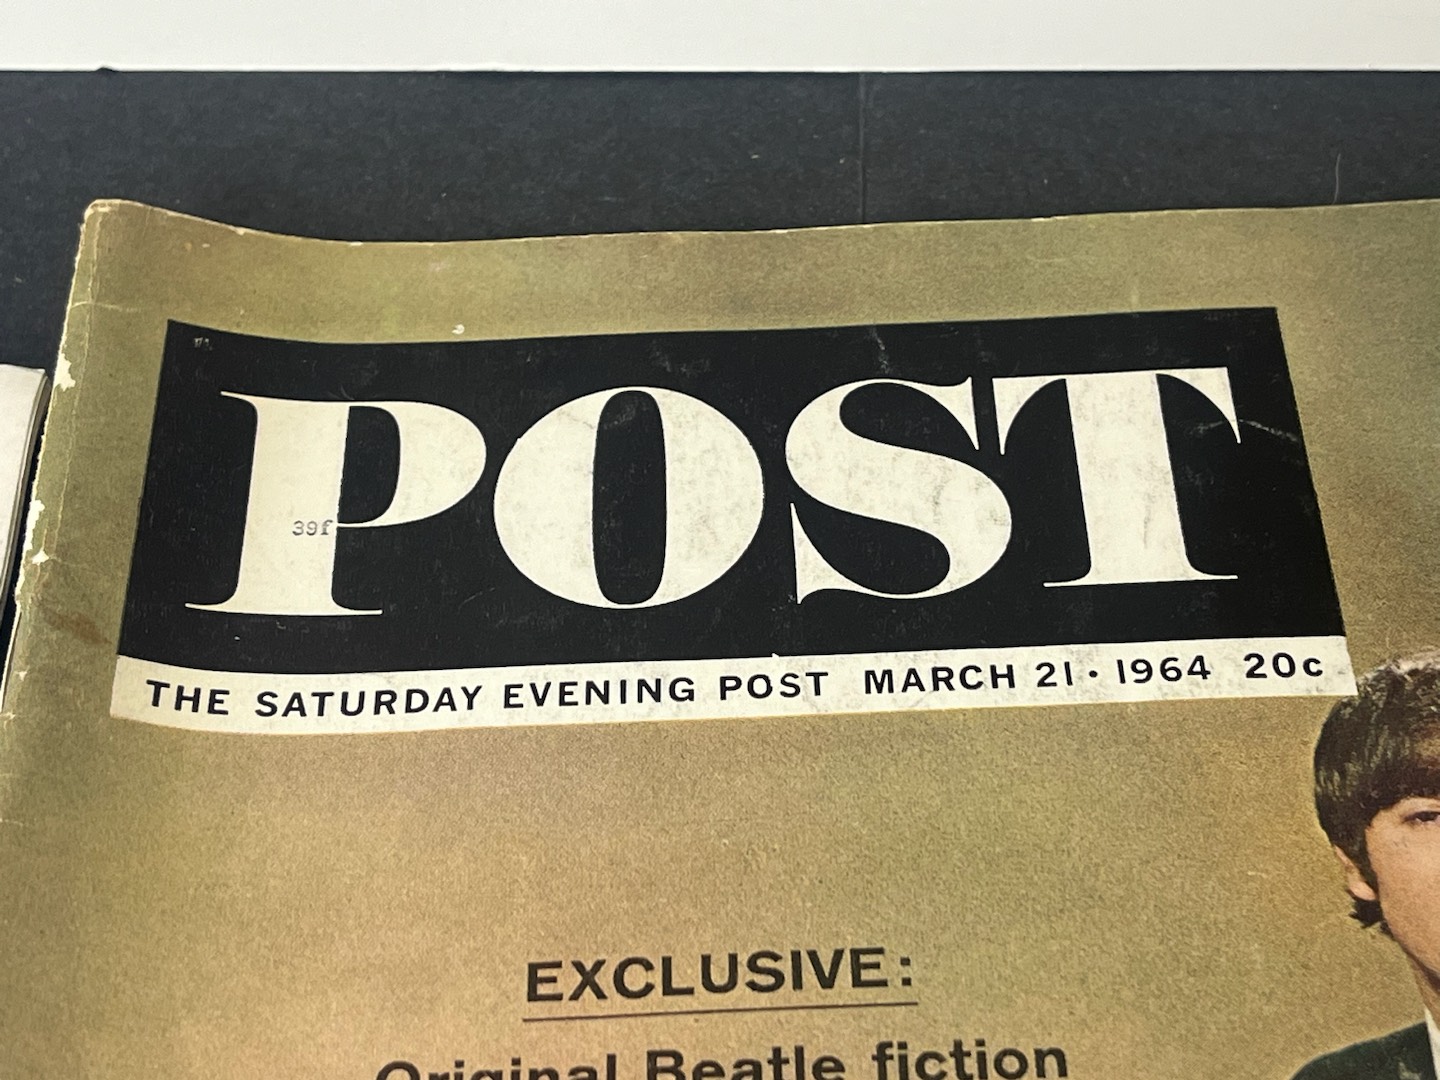 POST
39f
THE SATURDAY EVENING POST MARCH 21 • 1964 20c
EXCLUSIVE:
Original Beatle fiction